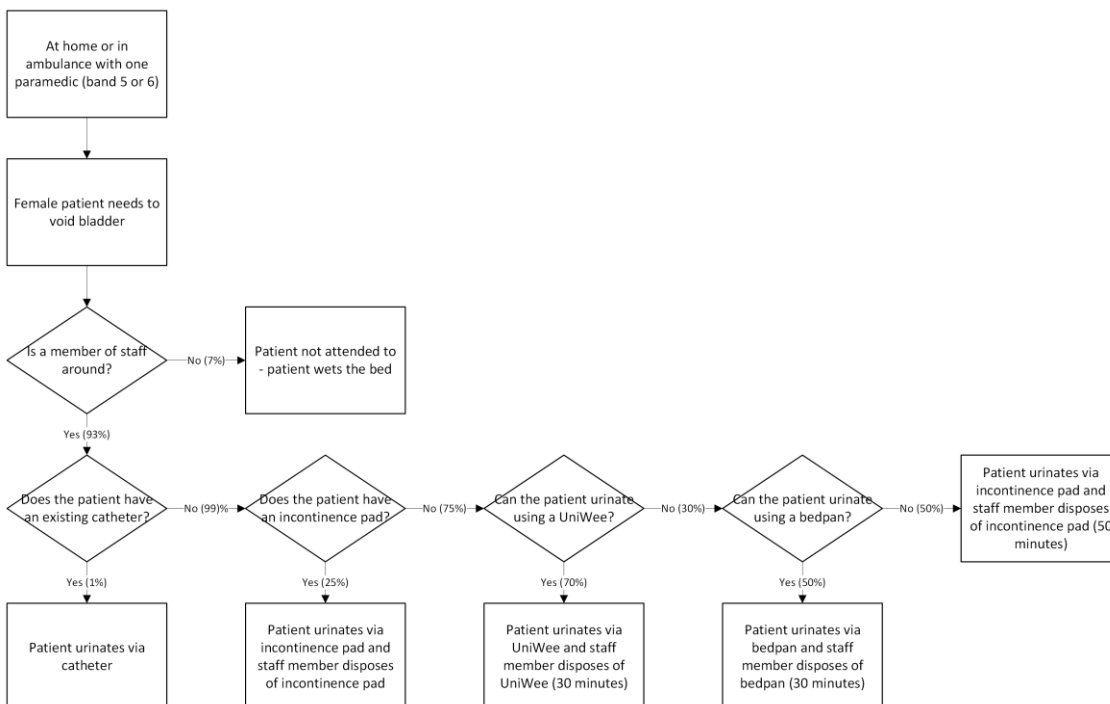 At home or in
ambulance with one
paramedic (band 5 or 6)
Female patient needs to
void bladder
Is a member of staff
around?
No (7%)
Patient not attended to
- patient wets the bed
Yes (93%)
Does the patient have
an existing catheter?
No (99)%
Does the patient have
an incontinence pad?
No (75%)
Can the patient urinate
using a UniWee?
No (30%)
Can the patient urinate
using a bedpan?
No (50%)
Patient urinates via
incontinence pad and
staff member disposes
of incontinence pad (50
minutes)
Yes (1%)
Yes (25%)
Yes (70%)
Yes (50%)
Patient urinates via
catheter
Patient urinates via
incontinence pad and
staff member disposes
of incontinence pad
Patient urinates via
UniWee and staff
member disposes of
UniWee (30 minutes)
Patient urinates via
bedpan and staff
member disposes of
bedpan (30 minutes)